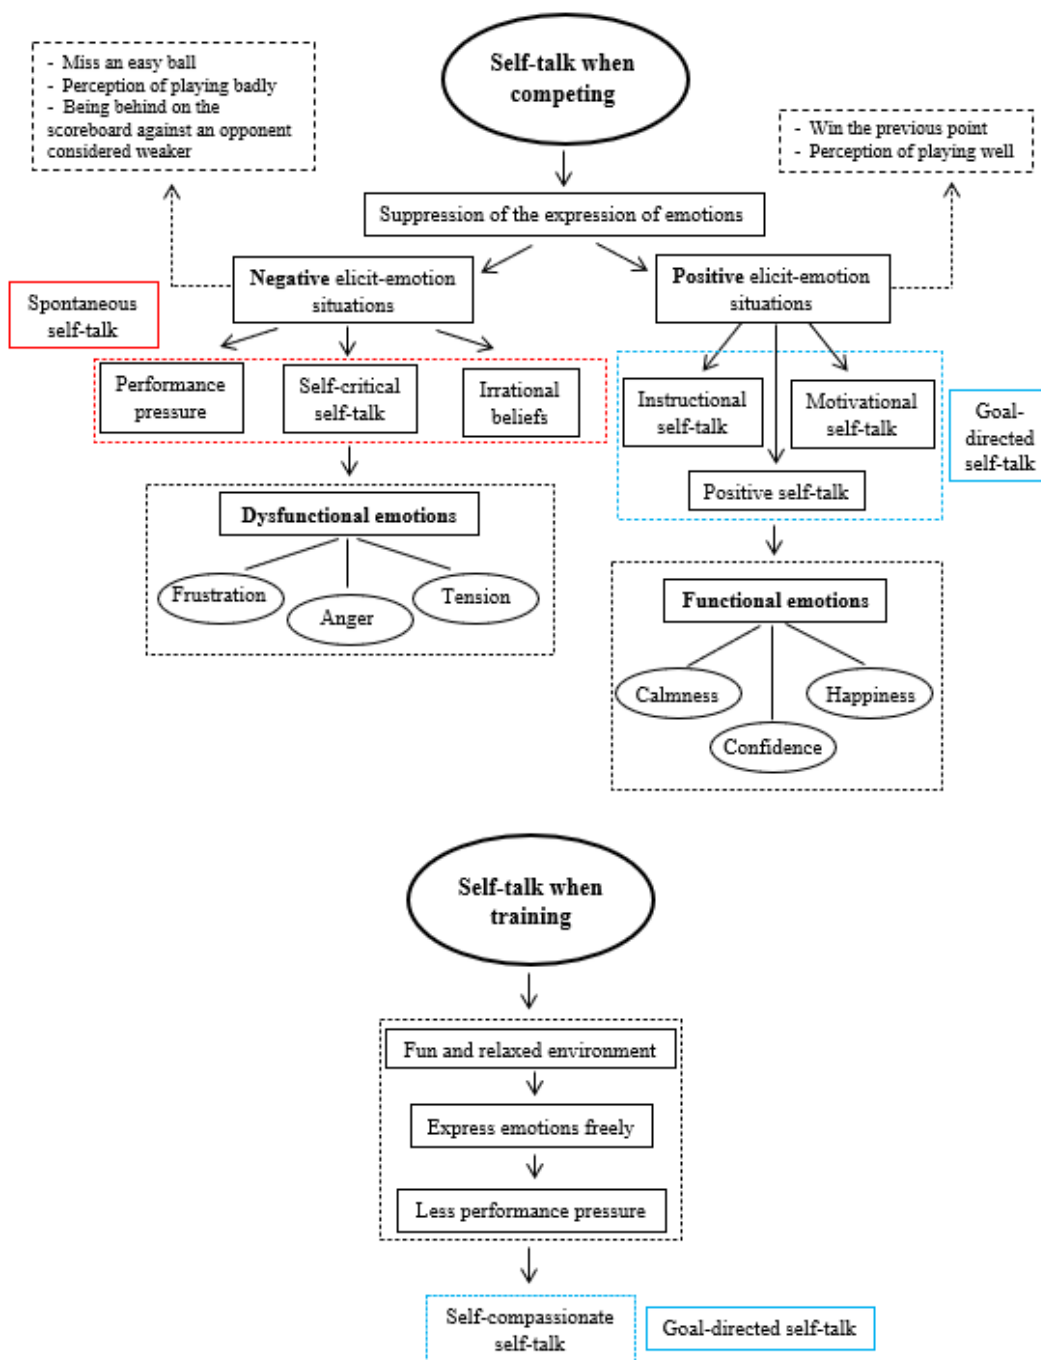 Self-talk when
competing
- Miss an easy ball
- Perception of playing badly
- Being behind on the
scoreboard against an opponent
considered weaker
- Win the previous point
- Perception of playing well
Suppression of the expression of emotions
Negative elicit-emotion
situations
Positive elicit-emotion
situations
Spontaneous
self-talk
Performance
pressure
Self-critical
self-talk
Irrational
beliefs
Instructional
self-talk
Motivational
self-talk
Goal-
directed
self-talk
Positive self-talk
Dysfunctional emotions
Frustration
Anger
Tension
Functional emotions
Calmness
Confidence
Happiness
Self-talk when
training
Fun and relaxed environment
Express emotions freely
Less performance pressure
Self-compassionate
self-talk
Goal-directed self-talk